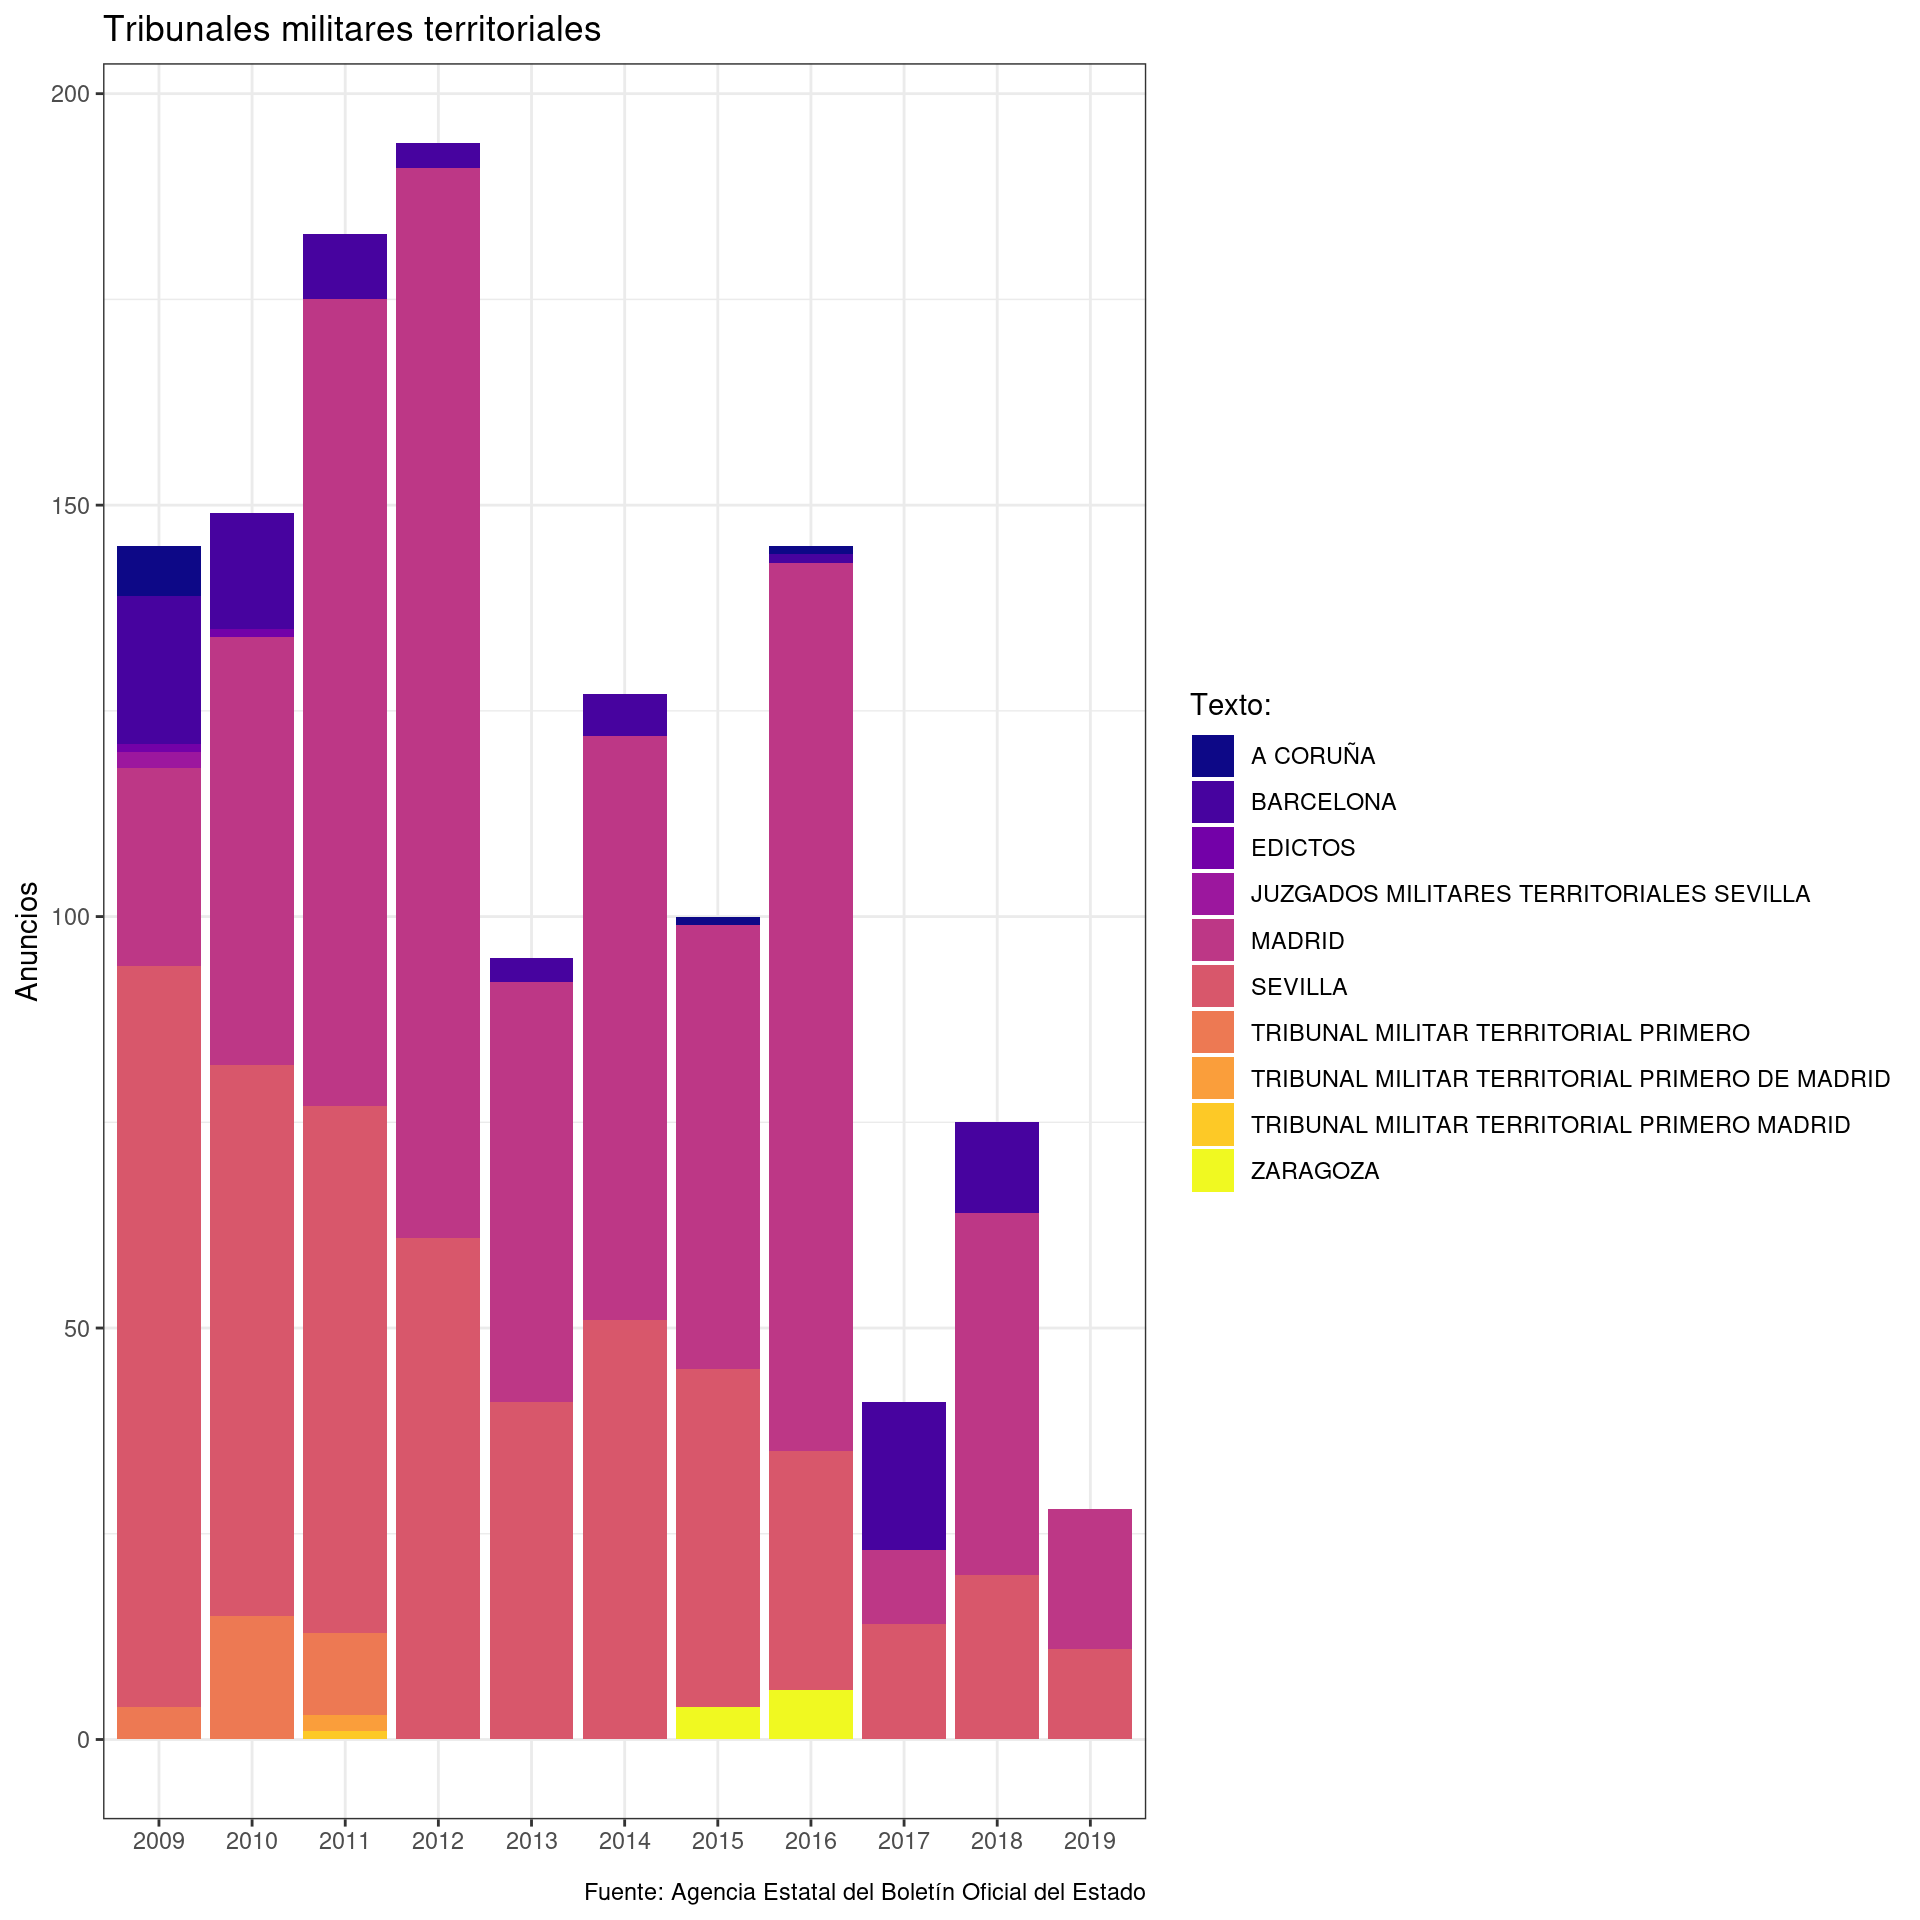 Tribunales militares territoriales
200
150
100
50
0
Anuncios
2009 2010 2011 2012 2013 2014 2015 2016 2017 2018 2019
Texto:
A CORUÑA
BARCELONA
EDICTOS
JUZGADOS MILITARES TERRITORIALES SEVILLA
MADRID
SEVILLA
TRIBUNAL MILITAR TERRITORIAL PRIMERO
TRIBUNAL MILITAR TERRITORIAL PRIMERO DE MADRID
TRIBUNAL MILITAR TERRITORIAL PRIMERO MADRID
ZARAGOZA
Fuente: Agencia Estatal del Boletín Oficial del Estado